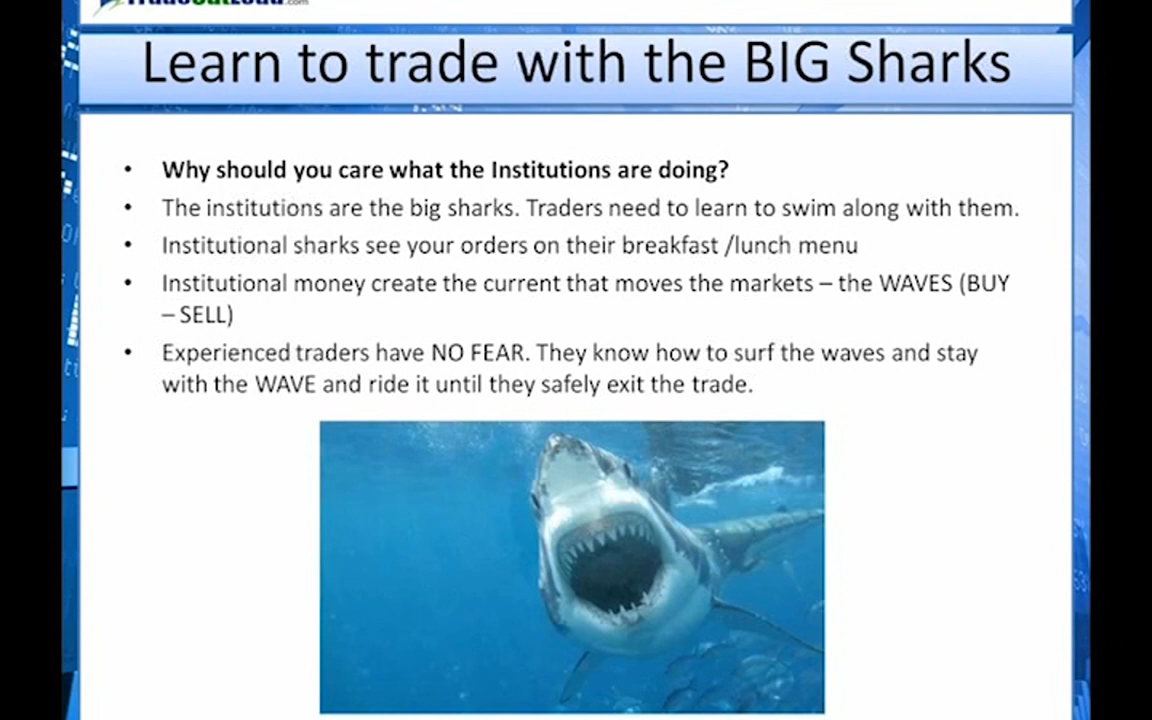 Learn to trade with the BIG Sharks
• Why should you care what the Institutions are doing?
• The institutions are the big sharks. Traders need to learn to swim along with them.
• Institutional sharks see your orders on their breakfast /lunch menu
• Institutional money create the current that moves the markets – the WAVES (BUY
– SELL)
• Experienced traders have NO FEAR. They know how to surf the waves and stay
with the WAVE and ride it until they safely exit the trade.